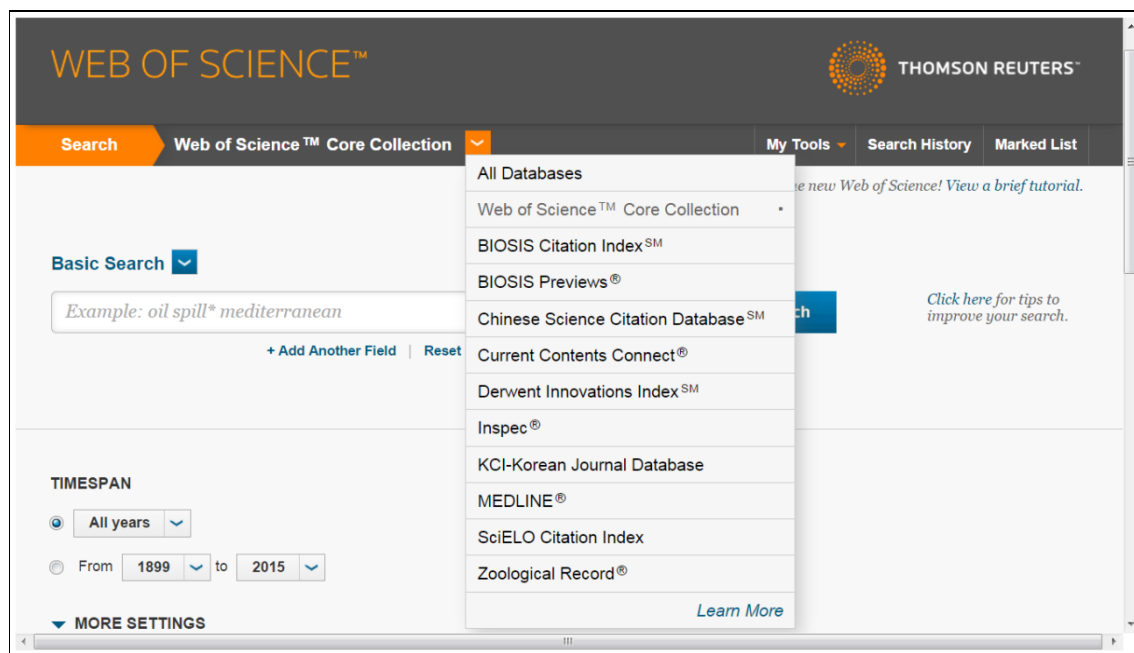 WEB OF SCIENCE™
THOMSON REUTERS™
Search
Web of Science™ Core Collection
My Tools
Search History
Marked List
All Databases
new Web of Science! View a brief tutorial.
Web of Science™ Core Collection
BIOSIS Citation Index℠
Basic Search
BIOSIS Previews®
Example: oil spill* mediterranean
Click here for tips to
improve your search.
Chinese Science Citation Database℠
+ Add Another Field | Reset
Current Contents Connect®
Derwent Innovations Index℠
Inspec®
KCI-Korean Journal Database
TIMESPAN
MEDLINE®
All years
SciELO Citation Index
From 1899 to 2015
Zoological Record®
Learn More
MORE SETTINGS